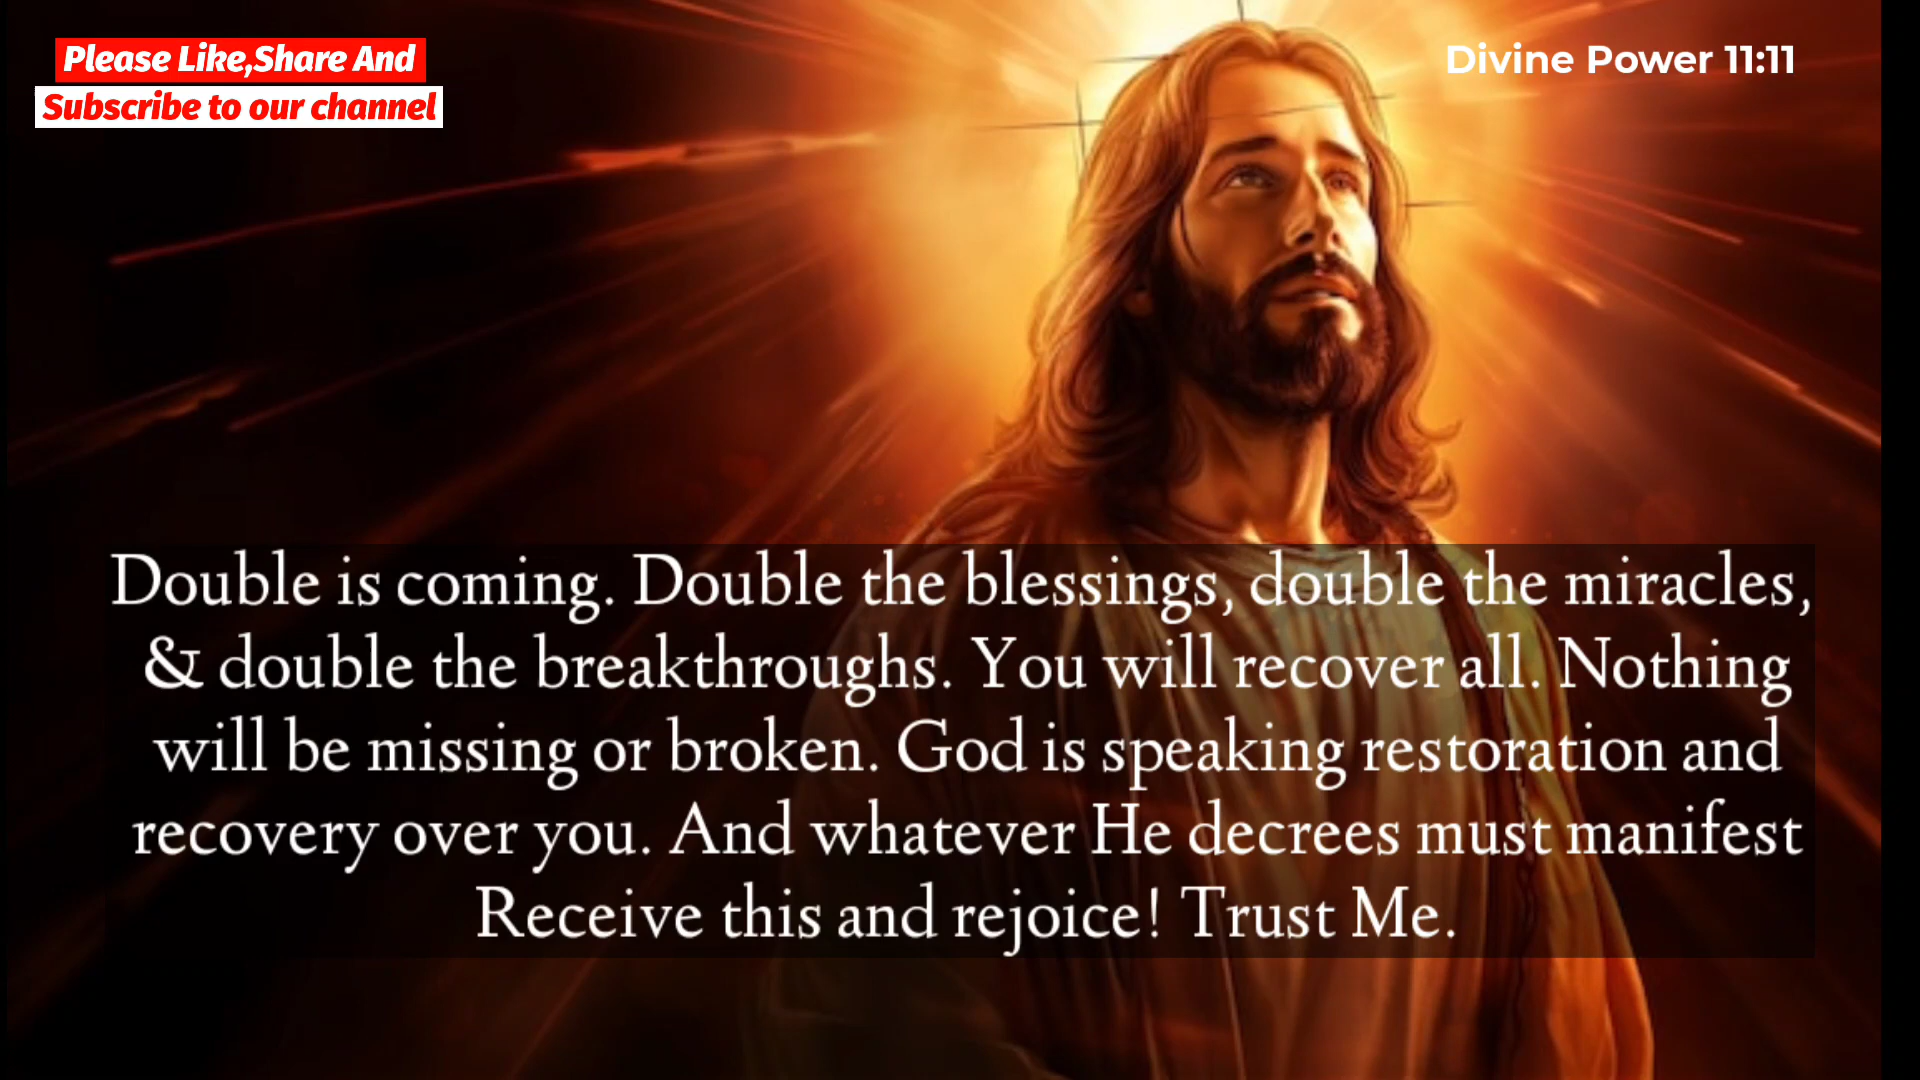 Please Like,Share And
Subscribe to our channel
Divine Power 11:11
Double is coming. Double the blessings, double the miracles,
& double the breakthroughs. You will recover all. Nothing
will be missing or broken. God is speaking restoration and
recovery over you. And whatever He decrees must manifest
Receive this and rejoice! Trust Me.